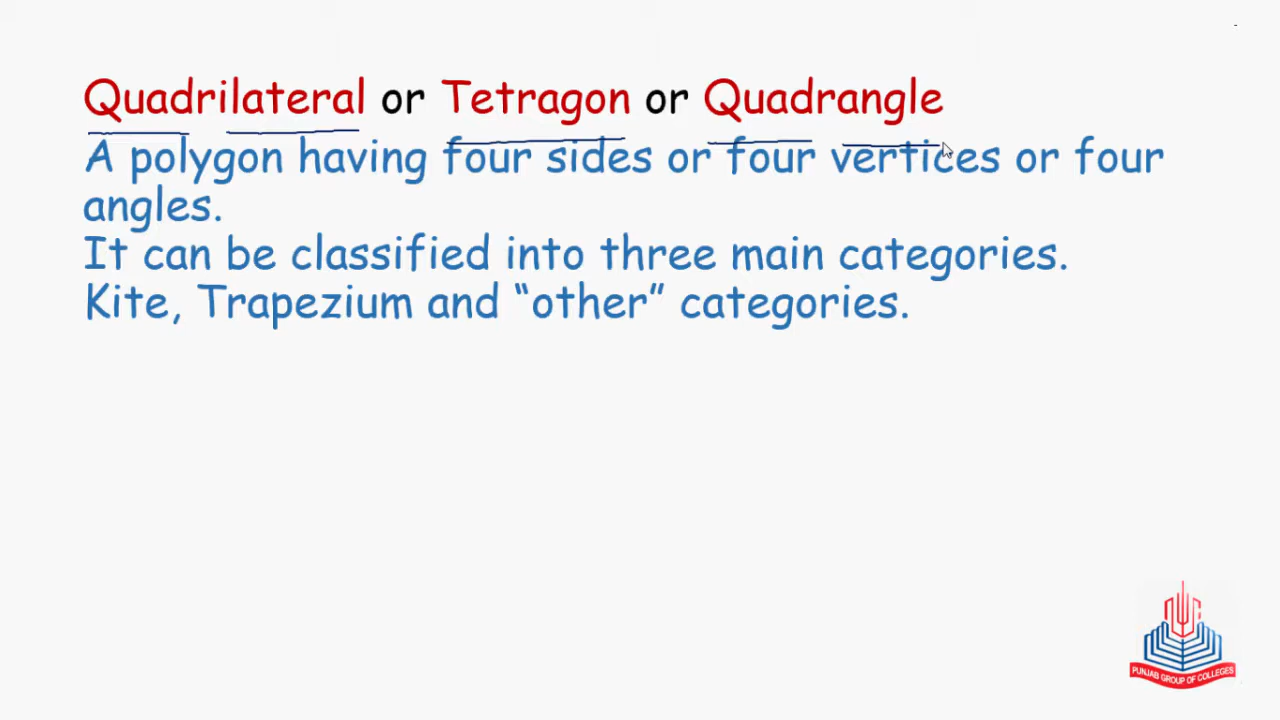 Quadrilateral or Tetragon or Quadrangle
A polygon having four sides or four vertices or four
angles.
It can be classified into three main categories.
Kite, Trapezium and “other” categories.
PUNJAB GROUP OF COLLEGES